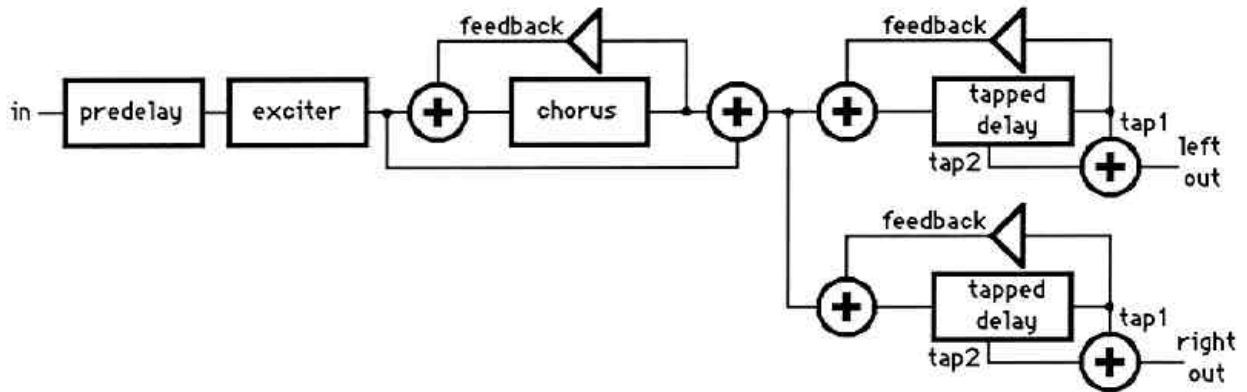 feedback
feedback
in
predelay
exciter
chorus
tapped
delay
tap1
tap2
left
out
feedback
tapped
delay
tap1
tap2
right
out